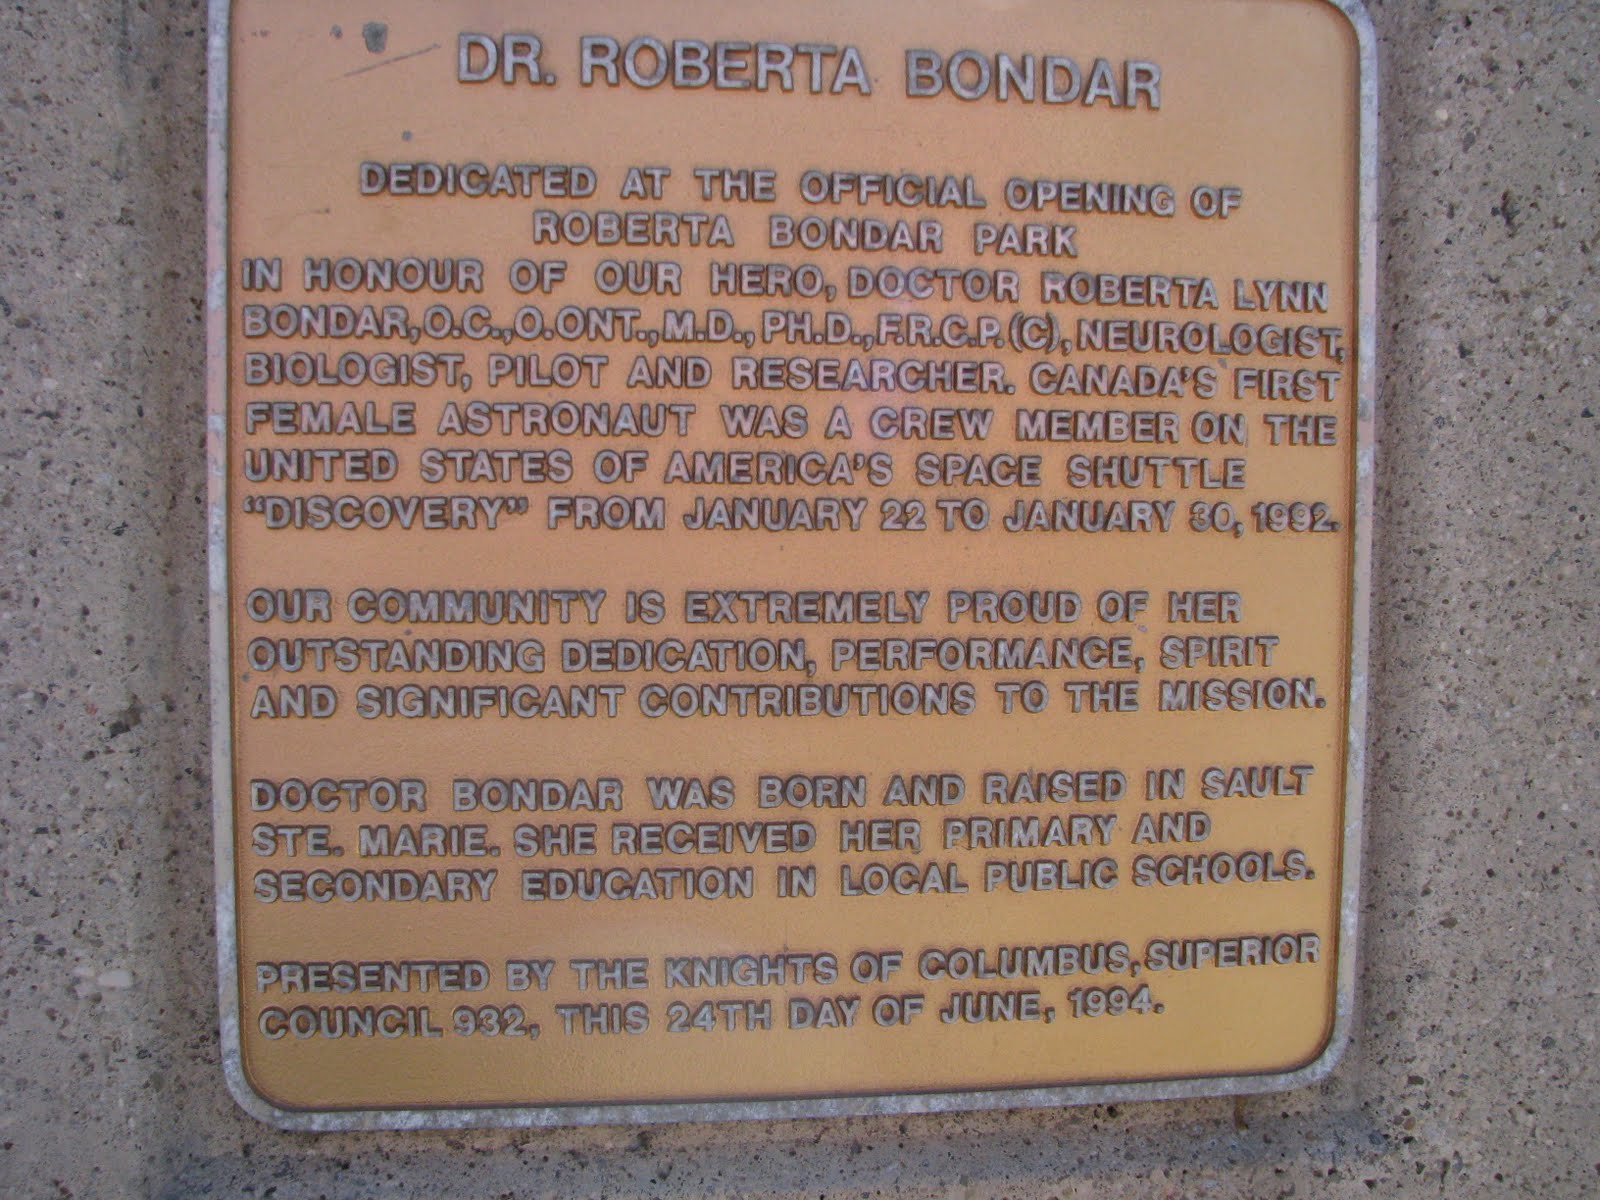 DR. ROBERTA BONDAR
DEDICATED AT THE OFFICIAL OPENING OF
ROBERTA BONDAR PARK
IN HONOUR OF OUR HERO, DOCTOR ROBERTA LYNN
BONDAR, O.C., O.ONT., M.D., PH.D., F.R.C.P. (C), NEUROLOGIST,
BIOLOGIST, PILOT AND RESEARCHER. CANADA'S FIRST
FEMALE ASTRONAUT WAS A CREW MEMBER ON THE
UNITED STATES OF AMERICA'S SPACE SHUTTLE
"DISCOVERY" FROM JANUARY 22 TO JANUARY 30, 1992.
OUR COMMUNITY IS EXTREMELY PROUD OF HER
OUTSTANDING DEDICATION, PERFORMANCE, SPIRIT
AND SIGNIFICANT CONTRIBUTIONS TO THE MISSION.
DOCTOR BONDAR WAS BORN AND RAISED IN SAULT
STE. MARIE. SHE RECEIVED HER PRIMARY AND
SECONDARY EDUCATION IN LOCAL PUBLIC SCHOOLS.
PRESENTED BY THE KNIGHTS OF COLUMBUS, SUPERIOR
COUNCIL 932, THIS 24TH DAY OF JUNE, 1994.